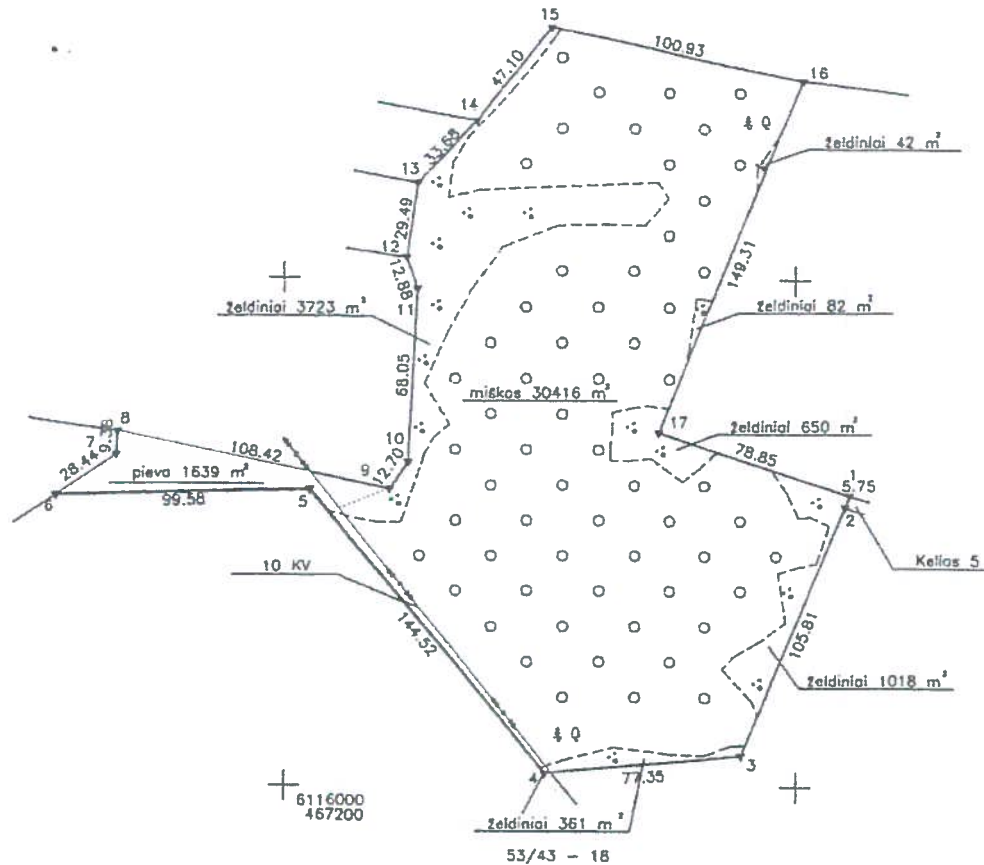 15
100.93
16
47.10
14
želdiniai 42 m²
33.68
13
29.49
149.31
12
12.88
11
želdiniai 3723 m²
želdiniai 82 m²
68.05
miškas 30416 m²
8
17
želdiniai 650 m²
7
108.42
10
78.85
28.44
12.70
9
pieva 1639 m²
1
5.75
6
99.58
5
2
Kelias 5
10 KV
144.52
105.81
želdiniai 1018 m²
Q
Q
3
4
77.35
6116000
467200
želdiniai 361 m²
53/43 - 18